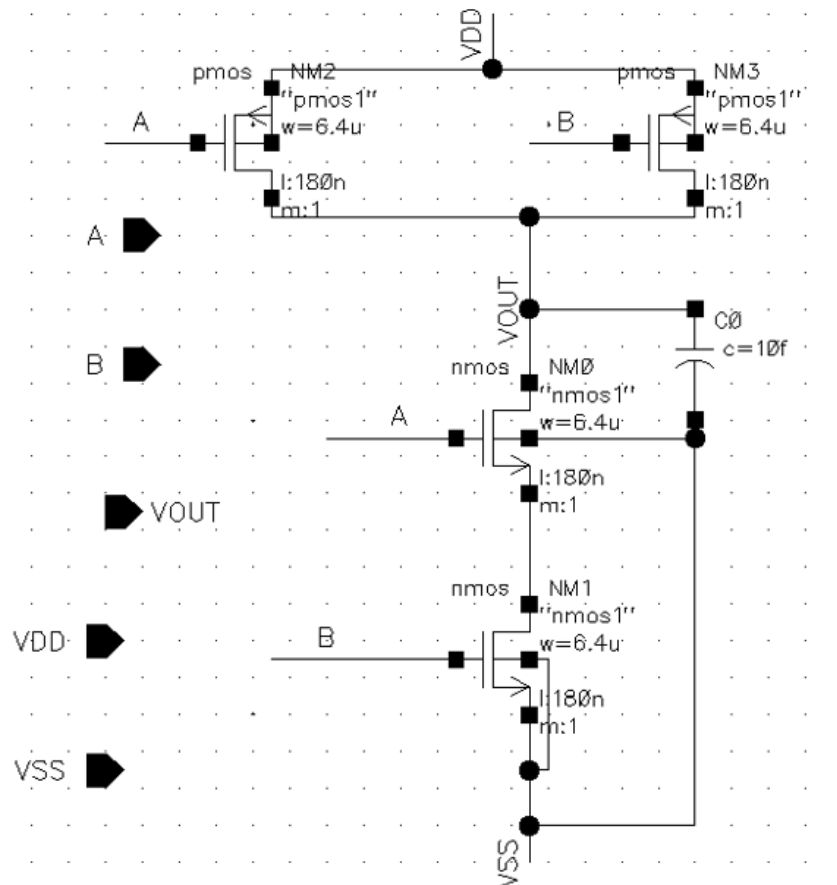 VDD
pmos NM2
"pmos1"
w=6.4u
l:180n
m:1
A
pmos NM3
"pmos1"
w=6.4u
l:180n
m:1
B
A
B
VOUT
C0
c=10f
nmos NM0
"nmos1"
w=6.4u
l:180n
m:1
A
VOUT
nmos NM1
"nmos1"
w=6.4u
l:180n
m:1
B
VDD
VSS
VSS